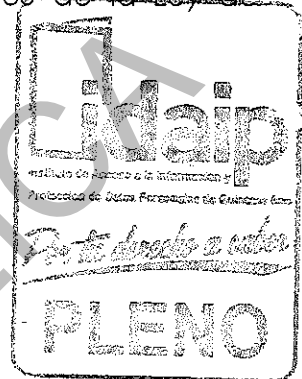 idaip
Instituto de Acceso a la Información y
Protección de Datos Personales de Quintana Roo
Por tu derecho a saber
PLENO